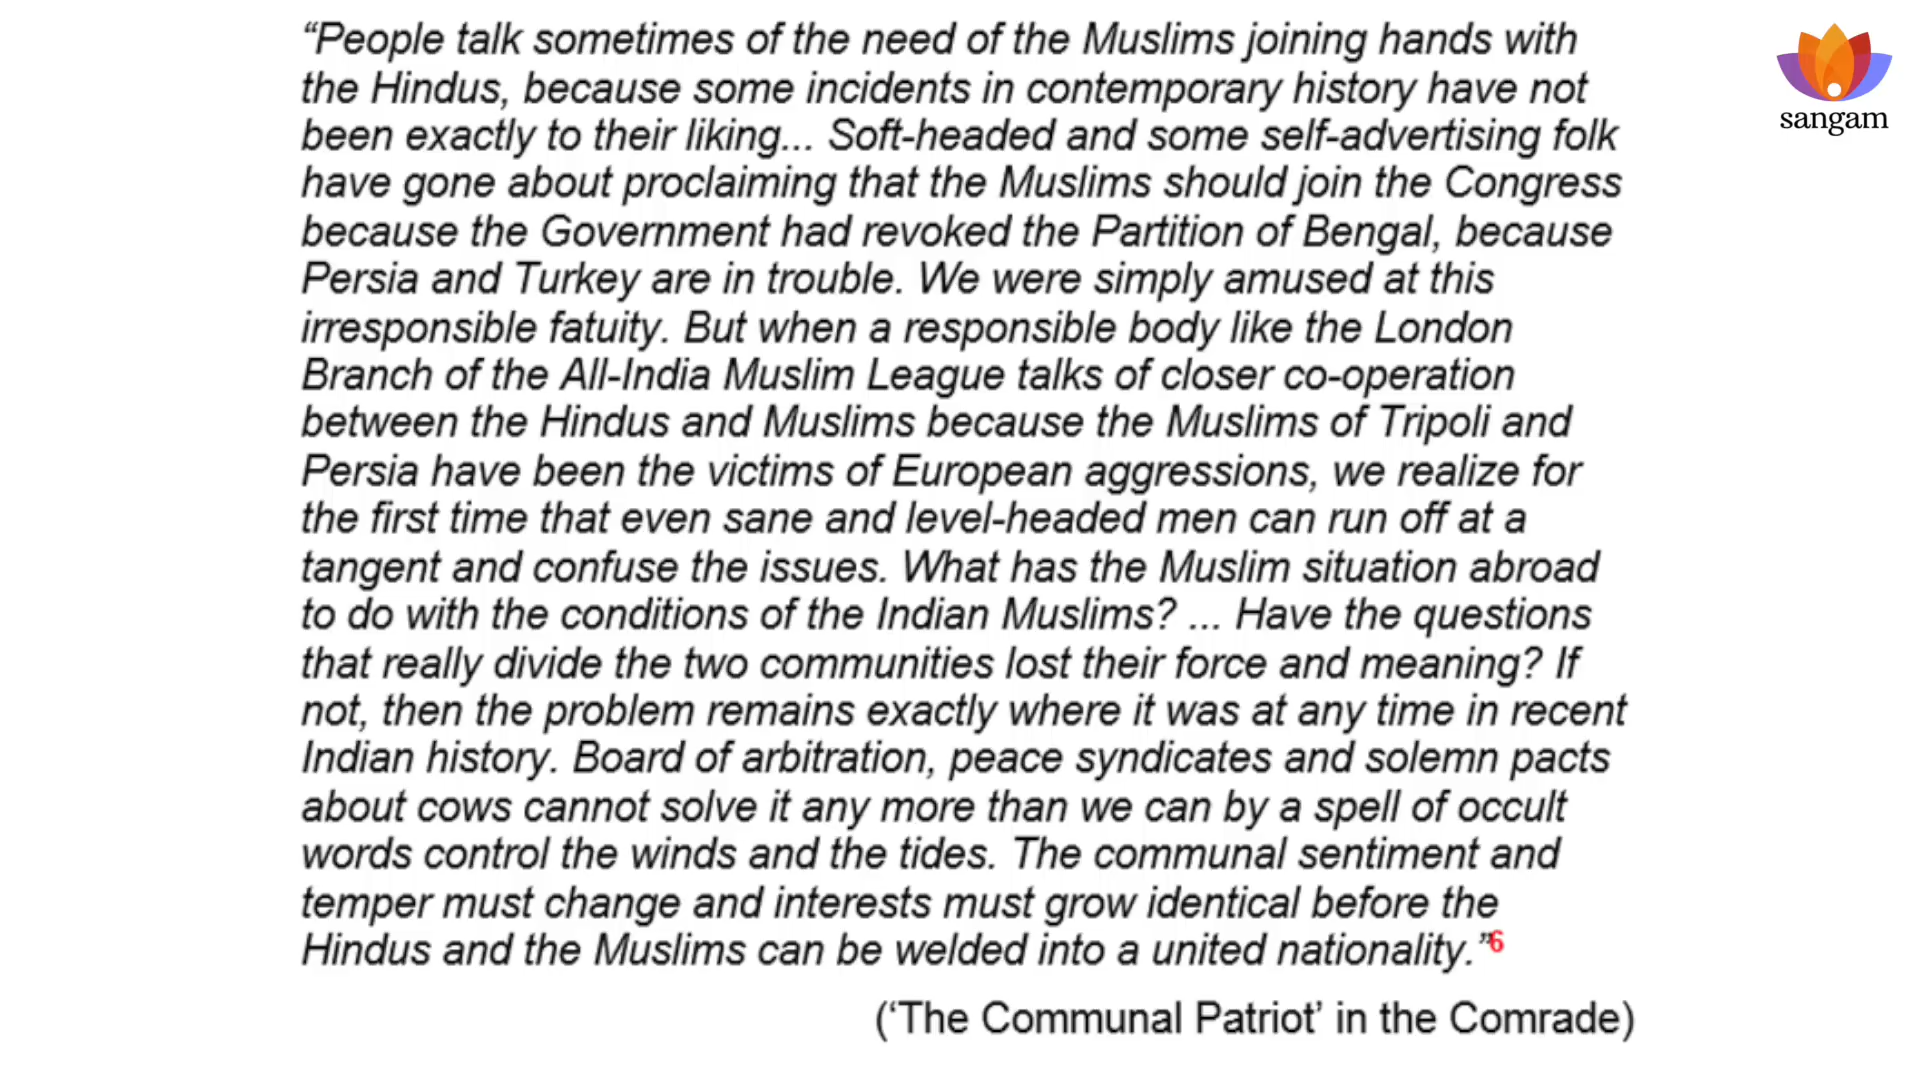 “People talk sometimes of the need of the Muslims joining hands with
the Hindus, because some incidents in contemporary history have not
been exactly to their liking... Soft-headed and some self-advertising folk
have gone about proclaiming that the Muslims should join the Congress
because the Government had revoked the Partition of Bengal, because
Persia and Turkey are in trouble. We were simply amused at this
irresponsible fatuity. But when a responsible body like the London
Branch of the All-India Muslim League talks of closer co-operation
between the Hindus and Muslims because the Muslims of Tripoli and
Persia have been the victims of European aggressions, we realize for
the first time that even sane and level-headed men can run off at a
tangent and confuse the issues. What has the Muslim situation abroad
to do with the conditions of the Indian Muslims? ... Have the questions
that really divide the two communities lost their force and meaning? If
not, then the problem remains exactly where it was at any time in recent
Indian history. Board of arbitration, peace syndicates and solemn pacts
about cows cannot solve it any more than we can by a spell of occult
words control the winds and the tides. The communal sentiment and
temper must change and interests must grow identical before the
Hindus and the Muslims can be welded into a united nationality.”6
(‘The Communal Patriot’ in the Comrade)
sangam